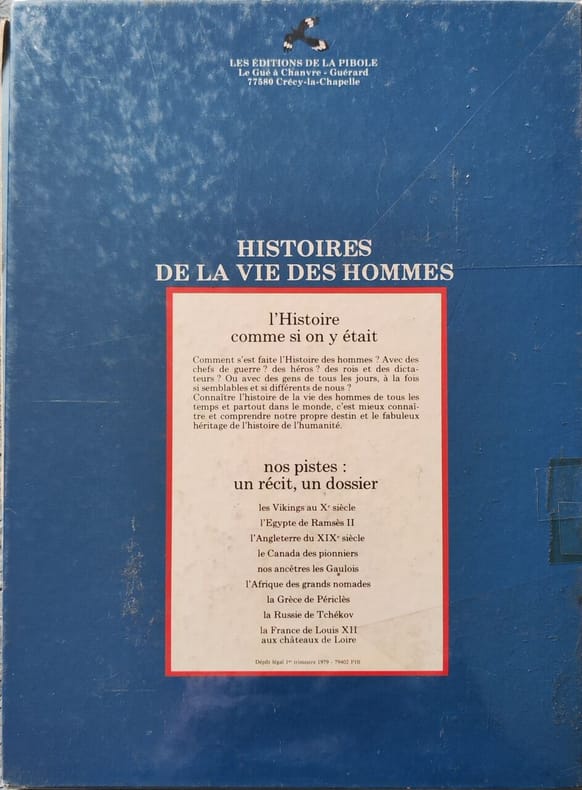 LES ÉDITIONS DE LA PIBOLE
Le Gué à Chanvre - Guérard
77580 Crécy-la-Chapelle
HISTOIRES
DE LA VIE DES HOMMES
l'Histoire
comme si on y était
Comment s'est faite l'Histoire des hommes ? Avec des
chefs de guerre ? des héros ? des rois et des dicta-
teurs ? Ou avec des gens de tous les jours, à la fois
si semblables et si différents de nous ?
Connaître l'histoire de la vie des hommes de tous les
temps et partout dans le monde, c'est mieux connaî-
tre et comprendre notre propre destin et le fabuleux
héritage de l'histoire de l'humanité.
nos pistes :
un récit, un dossier
les Vikings au Xe siècle
l'Egypte de Ramsès II
l'Angleterre du XIXe siècle
le Canada des pionniers
nos ancêtres les Gaulois
l'Afrique des grands nomades
la Grèce de Périclès
la Russie de Tchékov
la France de Louis XII
aux châteaux de Loire
Dépôt légal 1er trimestre 1979 - 79402 FIH